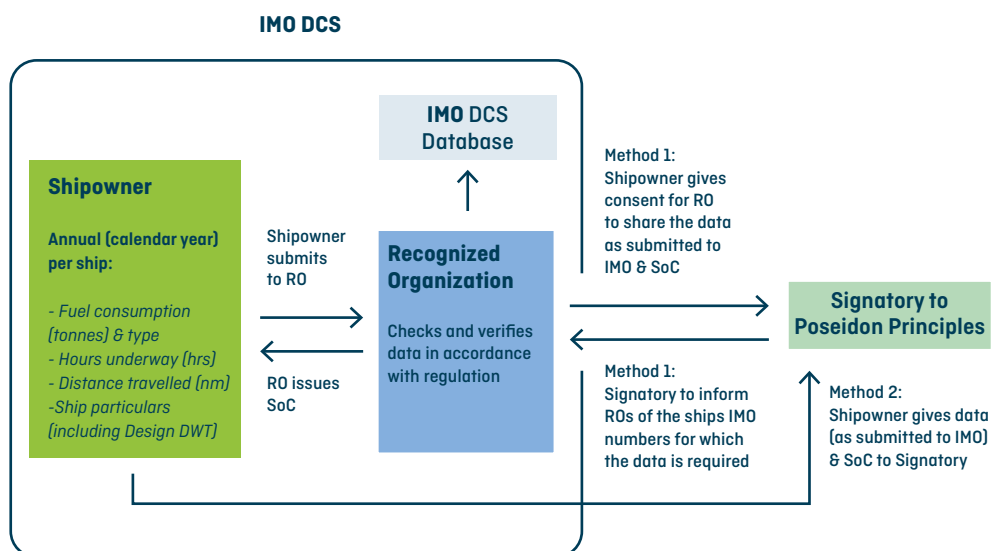 IMO DCS
IMO DCS
Database
Shipowner
Annual (calendar year)
per ship:
- Fuel consumption
(tonnes) & type
- Hours underway (hrs)
- Distance travelled (nm)
-Ship particulars
(including Design DWT)
Shipowner
submits
to RO
RO issues
SoC
Recognized
Organization
Checks and verifies
data in accordance
with regulation
Method 1:
Shipowner gives
consent for RO
to share the data
as submitted to
IMO & SoC
Method 1:
Signatory to inform
ROs of the ships IMO
numbers for which
the data is required
Signatory to
Poseidon Principles
Method 2:
Shipowner gives data
(as submitted to IMO)
& SoC to Signatory